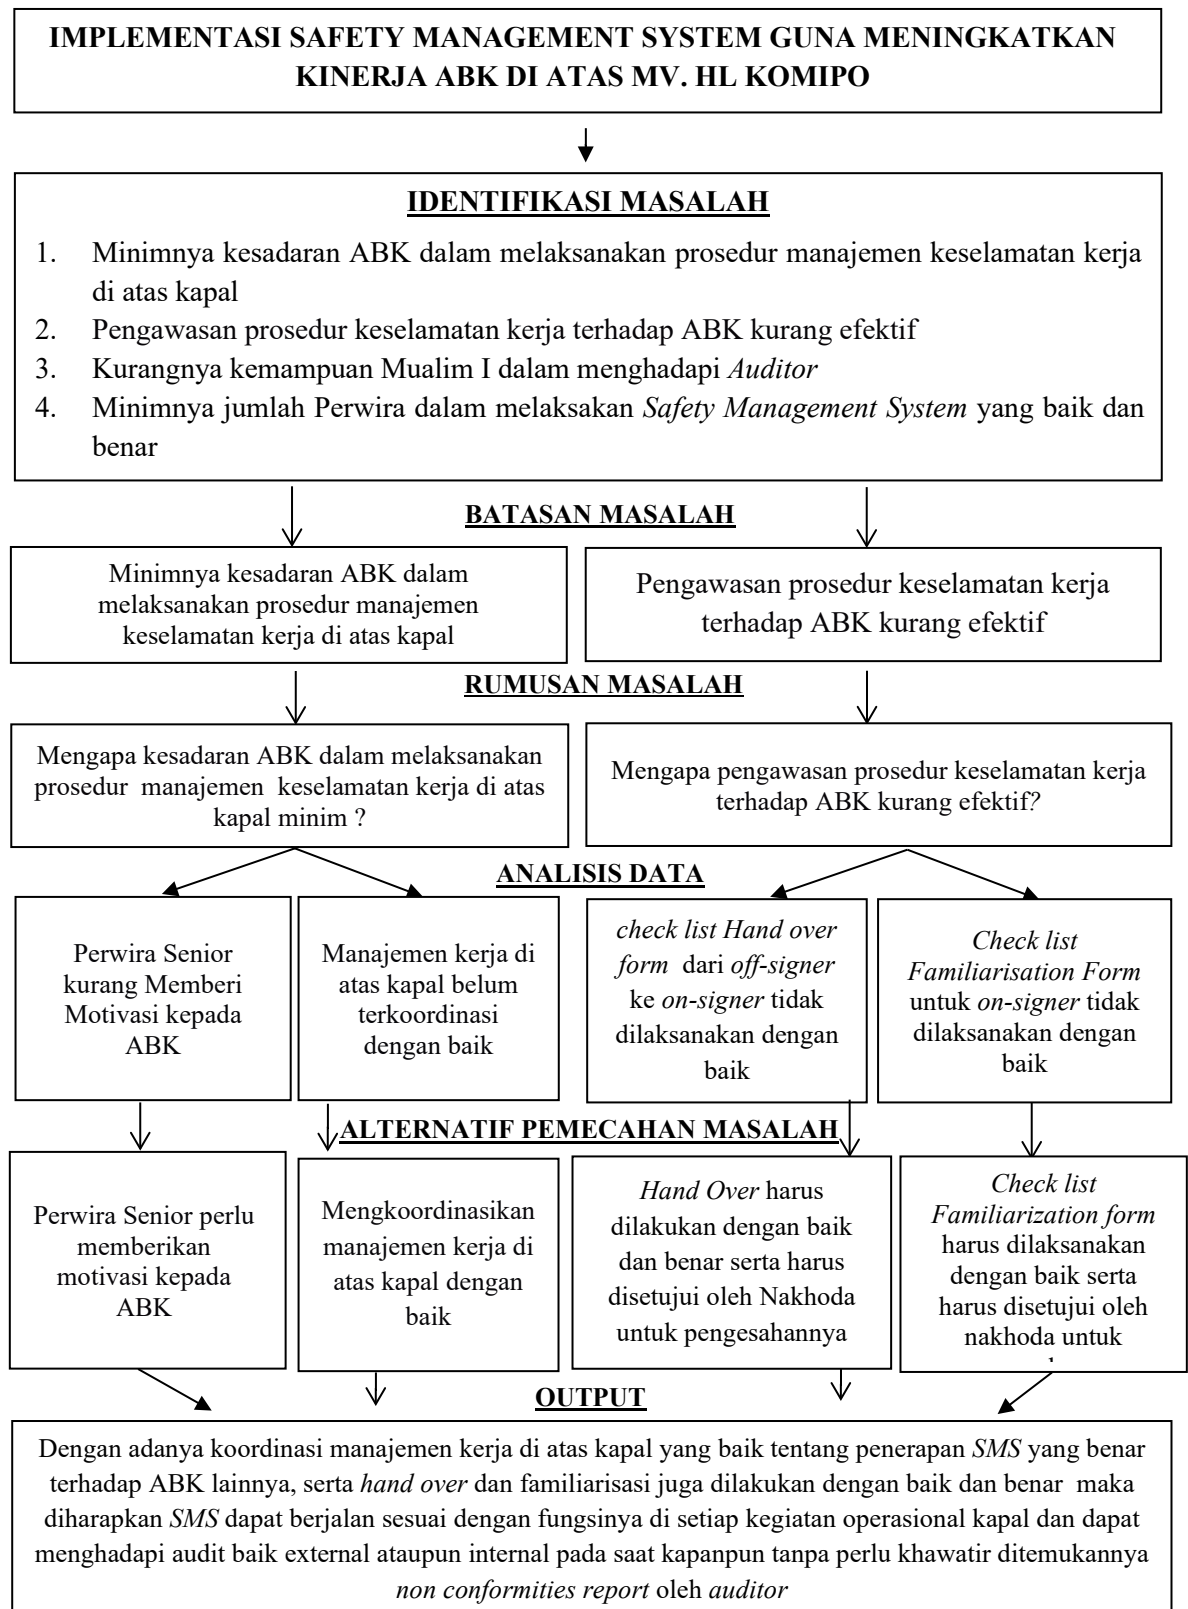 IMPLEMENTASI SAFETY MANAGEMENT SYSTEM GUNA MENINGKATKAN
KINERJA ABK DI ATAS MV. HL KOMIPO
IDENTIFIKASI MASALAH
1. Minimnya kesadaran ABK dalam melaksanakan prosedur manajemen keselamatan kerja
di atas kapal
2. Pengawasan prosedur keselamatan kerja terhadap ABK kurang efektif
3. Kurangnya kemampuan Mualim I dalam menghadapi Auditor
4. Minimnya jumlah Perwira dalam melaksakan Safety Management System yang baik dan
benar
BATASAN MASALAH
Minimnya kesadaran ABK dalam
melaksanakan prosedur manajemen
keselamatan kerja di atas kapal
Pengawasan prosedur keselamatan kerja
terhadap ABK kurang efektif
RUMUSAN MASALAH
Mengapa kesadaran ABK dalam melaksanakan
prosedur manajemen keselamatan kerja di atas
kapal minim ?
Mengapa pengawasan prosedur keselamatan kerja
terhadap ABK kurang efektif?
ANALISIS DATA
Perwira Senior
kurang Memberi
Motivasi kepada
ABK
Manajemen kerja di
atas kapal belum
terkoordinasi
dengan baik
check list Hand over
form dari off-signer
ke on-signer tidak
dilaksanakan dengan
baik
Check list
Familiarisation Form
untuk on-signer tidak
dilaksanakan dengan
baik
ALTERNATIF PEMECAHAN MASALAH
Perwira Senior perlu
memberikan
motivasi kepada
ABK
Mengkoordinasikan
manajemen kerja di
atas kapal dengan
baik
Hand Over harus
dilakukan dengan baik
dan benar serta harus
disetujui oleh Nakhoda
untuk pengesahannya
Check list
Familiarization form
harus dilaksanakan
dengan baik serta
harus disetujui oleh
nakhoda untuk
OUTPUT
Dengan adanya koordinasi manajemen kerja di atas kapal yang baik tentang penerapan SMS yang benar
terhadap ABK lainnya, serta hand over dan familiarisasi juga dilakukan dengan baik dan benar maka
diharapkan SMS dapat berjalan sesuai dengan fungsinya di setiap kegiatan operasional kapal dan dapat
menghadapi audit baik external ataupun internal pada saat kapanpun tanpa perlu khawatir ditemukannya
non conformities report oleh auditor